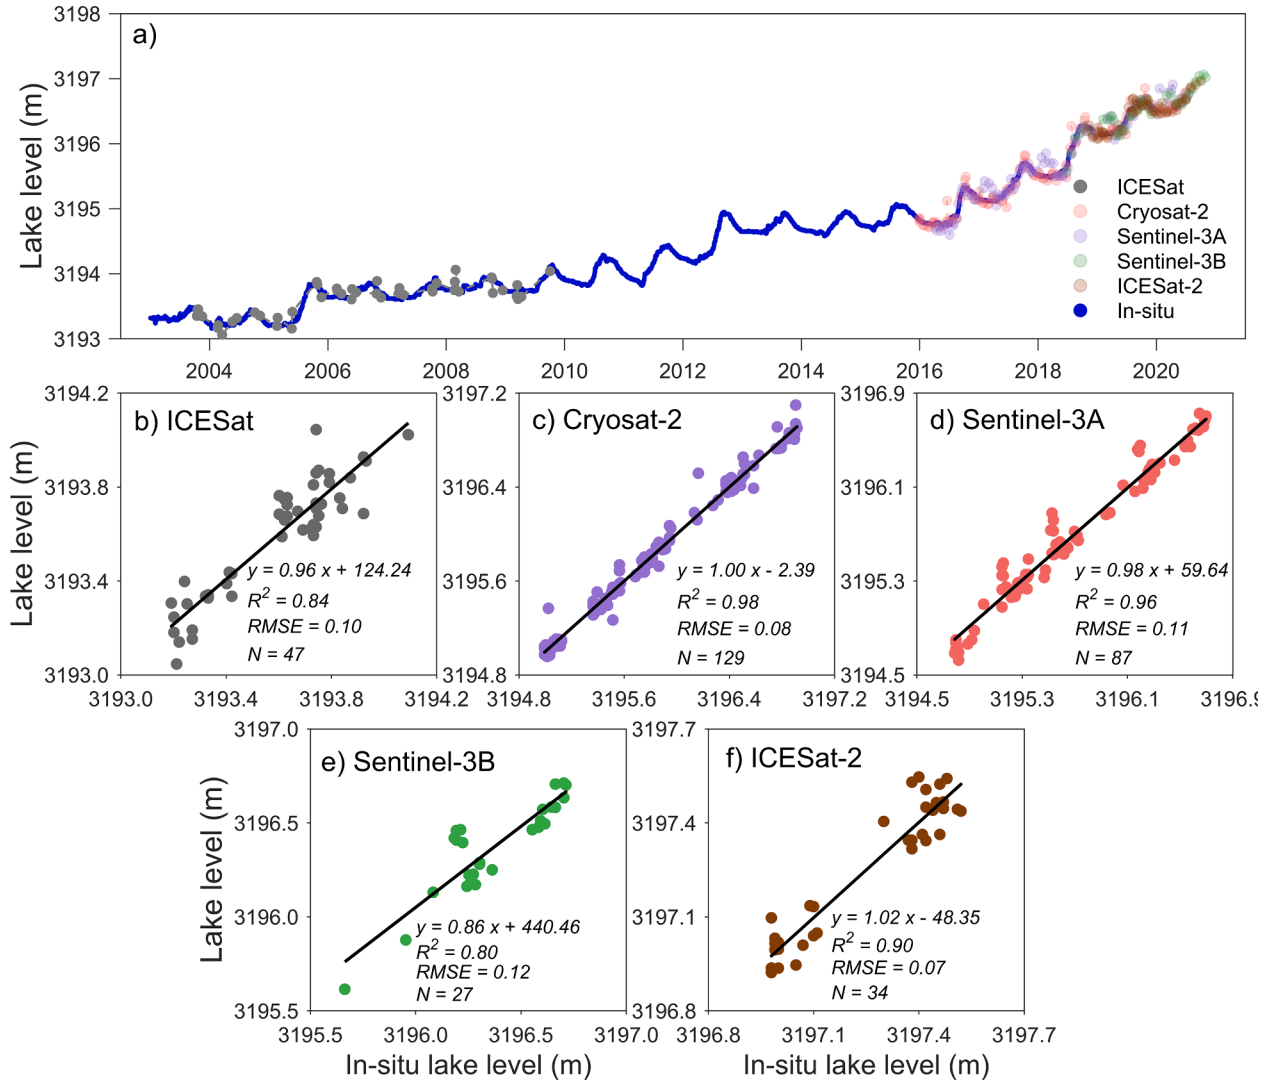 a)
Lake level (m)
3198
3197
3196
3195
3194
3193
ICESat
Cryosat-2
Sentinel-3A
Sentinel-3B
ICESat-2
In-situ
2004 2006 2008 2010 2012 2014 2016 2018 2020
b) ICESat
Lake level (m)
3194.2
3193.8
3193.4
3193.0
y = 0.96 x + 124.24
R2 = 0.84
RMSE = 0.10
N = 47
3193.0 3193.4 3193.8 3194.2
c) Cryosat-2
3197.2
3196.4
3195.6
3194.8
y = 1.00 x - 2.39
R2 = 0.98
RMSE = 0.08
N = 129
3194.8 3195.6 3196.4 3197.2
d) Sentinel-3A
3196.9
3196.1
3195.3
3194.5
y = 0.98 x + 59.64
R2 = 0.96
RMSE = 0.11
N = 87
3194.5 3195.3 3196.1 3196.9
e) Sentinel-3B
Lake level (m)
3197.0
3196.5
3196.0
3195.5
y = 0.86 x + 440.46
R2 = 0.80
RMSE = 0.12
N = 27
3195.5 3196.0 3196.5 3197.0
In-situ lake level (m)
f) ICESat-2
3197.7
3197.4
3197.1
3196.8
y = 1.02 x - 48.35
R2 = 0.90
RMSE = 0.07
N = 34
3196.8 3197.1 3197.4 3197.7
In-situ lake level (m)